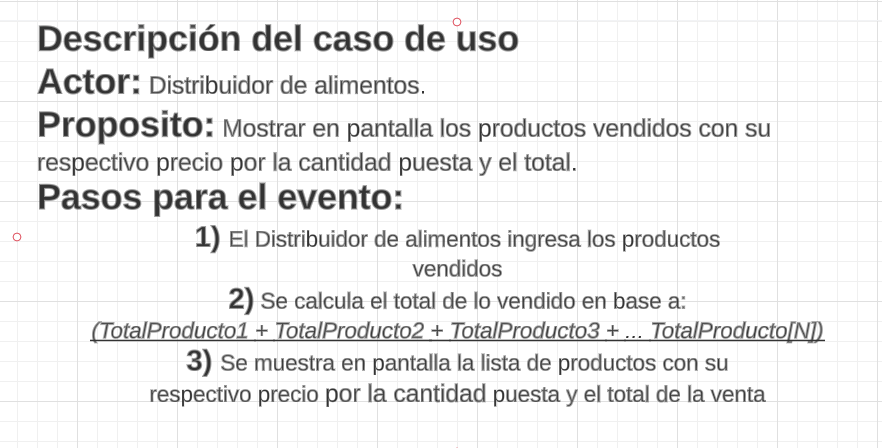 Descripción del caso de uso
Actor: Distribuidor de alimentos.
Proposito: Mostrar en pantalla los productos vendidos con su
respectivo precio por la cantidad puesta y el total.
Pasos para el evento:
1) El Distribuidor de alimentos ingresa los productos
vendidos
2) Se calcula el total de lo vendido en base a:
(TotalProducto1 + TotalProducto2 + TotalProducto3 + ... TotalProducto[N])
3) Se muestra en pantalla la lista de productos con su
respectivo precio por la cantidad puesta y el total de la venta